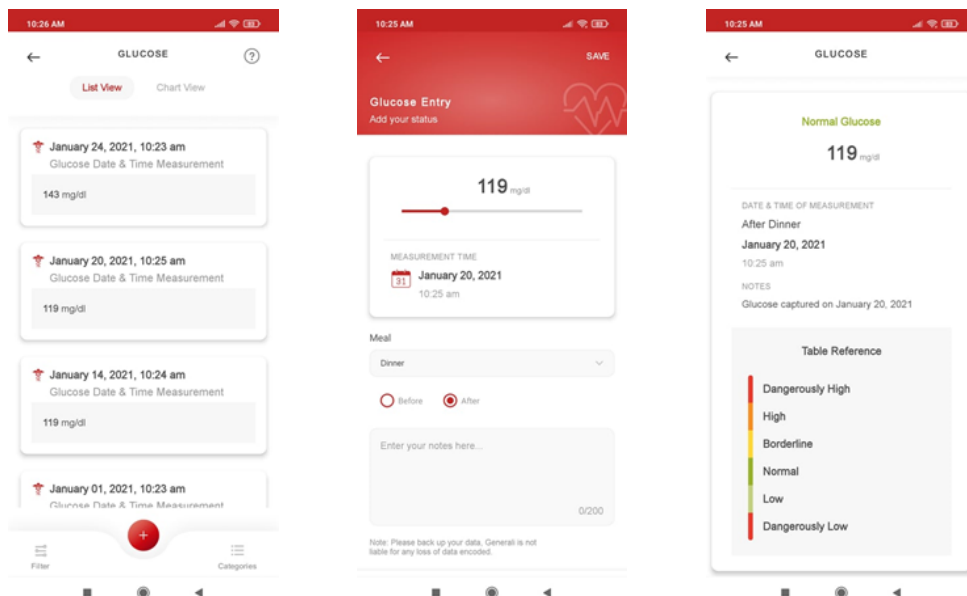 10:26 AM
GLUCOSE
?
List View
Chart View
January 24, 2021, 10:23 am
Glucose Date & Time Measurement
143 mg/dl
January 20, 2021, 10:25 am
Glucose Date & Time Measurement
119 mg/dl
January 14, 2021, 10:24 am
Glucose Date & Time Measurement
119 mg/dl
January 01, 2021, 10:23 am
Glucose Date & Time Measurement
+
Filter
Categories
10:25 AM
SAVE
Glucose Entry
Add your status
119 mg/dl
MEASUREMENT TIME
31
January 20, 2021
10:25 am
Meal
Dinner
Before
After
Enter your notes here...
0/200
Note: Please back up your data, Generali is not
liable for any loss of data encoded.
10:25 AM
GLUCOSE
Normal Glucose
119 mg/dl
DATE & TIME OF MEASUREMENT
After Dinner
January 20, 2021
10:25 am
NOTES
Glucose captured on January 20, 2021
Table Reference
Dangerously High
High
Borderline
Normal
Low
Dangerously Low